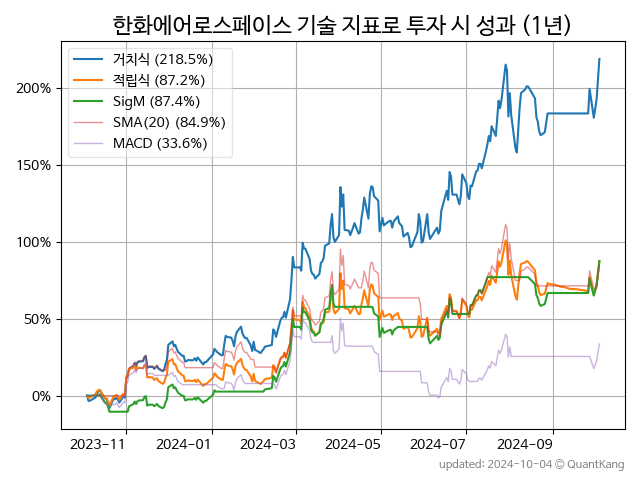 한화에어로스페이스 기술 지표로 투자 시 성과 (1년)
거치식 (218.5%)
적립식 (87.2%)
SigM (87.4%)
SMA(20) (84.9%)
MACD (33.6%)
200%
150%
100%
50%
0%
2023-11 2024-01 2024-03 2024-05 2024-07 2024-09
updated: 2024-10-04 © QuantKang